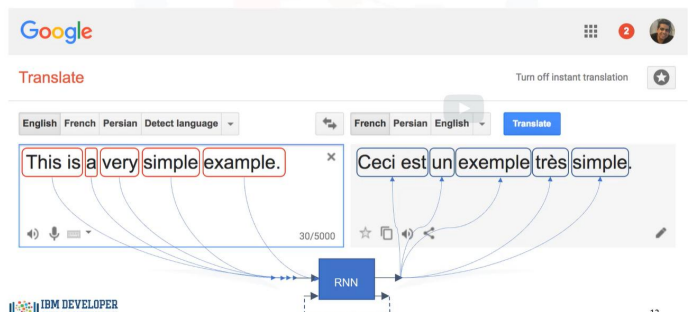 Google
2
Translate
Turn off instant translation
English French Persian Detect language
French Persian English
Translate
This is a very simple example.
Ceci est un exemple très simple.
30/5000
RNN
IBM DEVELOPER